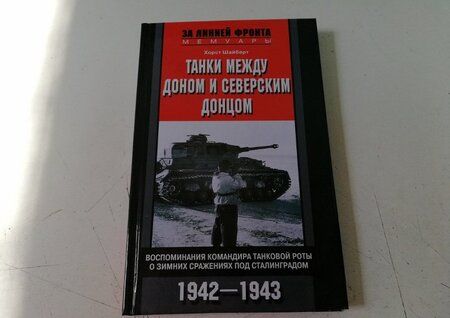 ЗА ЛИНИЕЙ ФРОНТА
МЕМУАРЫ
Хорст Шайберт
ТАНКИ МЕЖДУ
ДОНОМ И СЕВЕРСКИМ
ДОНЦОМ
ВОСПОМИНАНИЯ КОМАНДИРА ТАНКОВОЙ РОТЫ
О ЗИМНИХ СРАЖЕНИЯХ ПОД СТАЛИНГРАДОМ
1942—1943